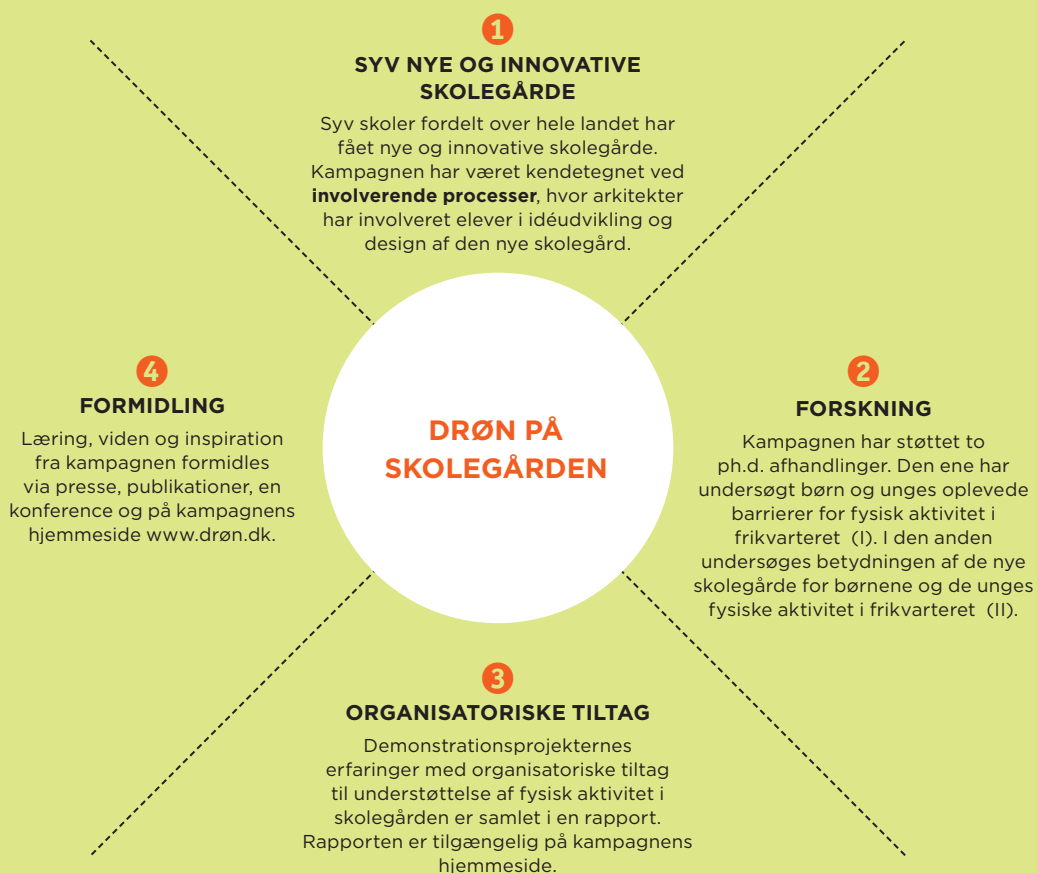 1
SYV NYE OG INNOVATIVE
SKOLEGÅRDE
Syv skoler fordelt over hele landet har
fået nye og innovative skolegårde.
Kampagnen har været kendetegnet ved
involverende processer, hvor arkitekter
har involveret elever i idéudvikling og
design af den nye skolegård.
DRØN PÅ
SKOLEGÅRDEN
2
FORSKNING
Kampagnen har støttet to
ph.d. afhandlinger. Den ene har
undersøgt børn og unges oplevede
barrierer for fysisk aktivitet i
frikvarteret (I). I den anden
undersøges betydningen af de nye
skolegårde for børnene og de unges
fysiske aktivitet i frikvarteret (II).
3
ORGANISATORISKE TILTAG
Demonstrationsprojekternes
erfaringer med organisatoriske tiltag
til understøttelse af fysisk aktivitet i
skolegården er samlet i en rapport.
Rapporten er tilgængelig på kampagnens
hjemmeside.
4
FORMIDLING
Læring, viden og inspiration
fra kampagnen formidles
via presse, publikationer, en
konference og på kampagnens
hjemmeside www.drøn.dk.